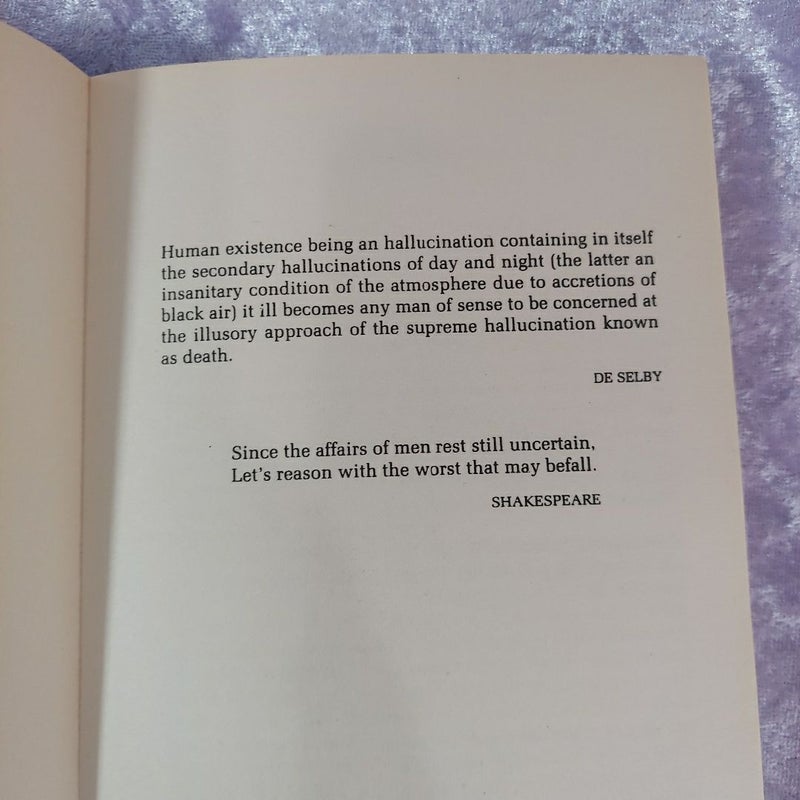 Human existence being an hallucination containing in itself
the secondary hallucinations of day and night (the latter an
insanitary condition of the atmosphere due to accretions of
black air) it ill becomes any man of sense to be concerned at
the illusory approach of the supreme hallucination known
as death.
DE SELBY
Since the affairs of men rest still uncertain,
Let's reason with the worst that may befall.
SHAKESPEARE